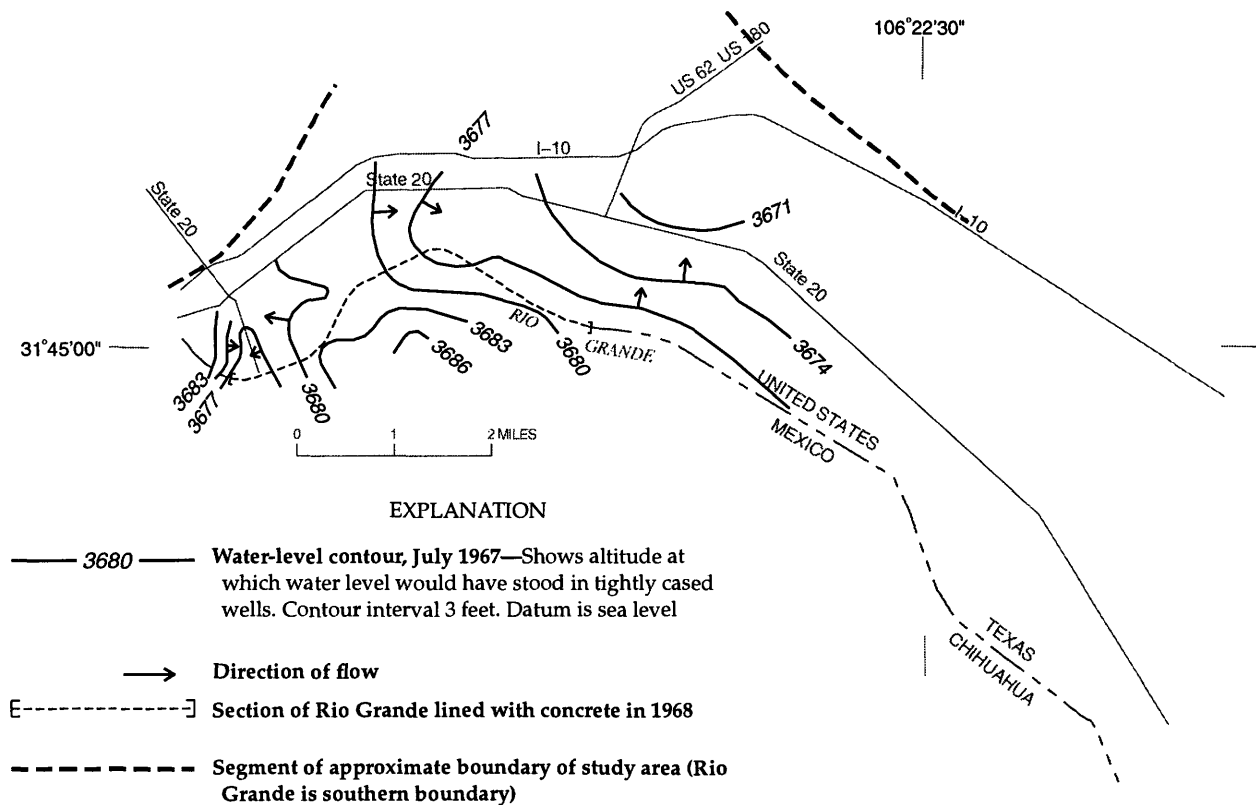 106°22'30"
US 62 US 180
3677
I-10
State 20
State 20
3671
I-10
State 20
RIO
GRANDE
31°45'00"
3683
3680
3686
3674
3683
3677
3680
UNITED STATES
MEXICO
0 1 2 MILES
EXPLANATION
3680 Water-level contour, July 1967—Shows altitude at
which water level would have stood in tightly cased
wells. Contour interval 3 feet. Datum is sea level
Direction of flow
Section of Rio Grande lined with concrete in 1968
Segment of approximate boundary of study area (Rio
Grande is southern boundary)
TEXAS
CHIHUAHUA